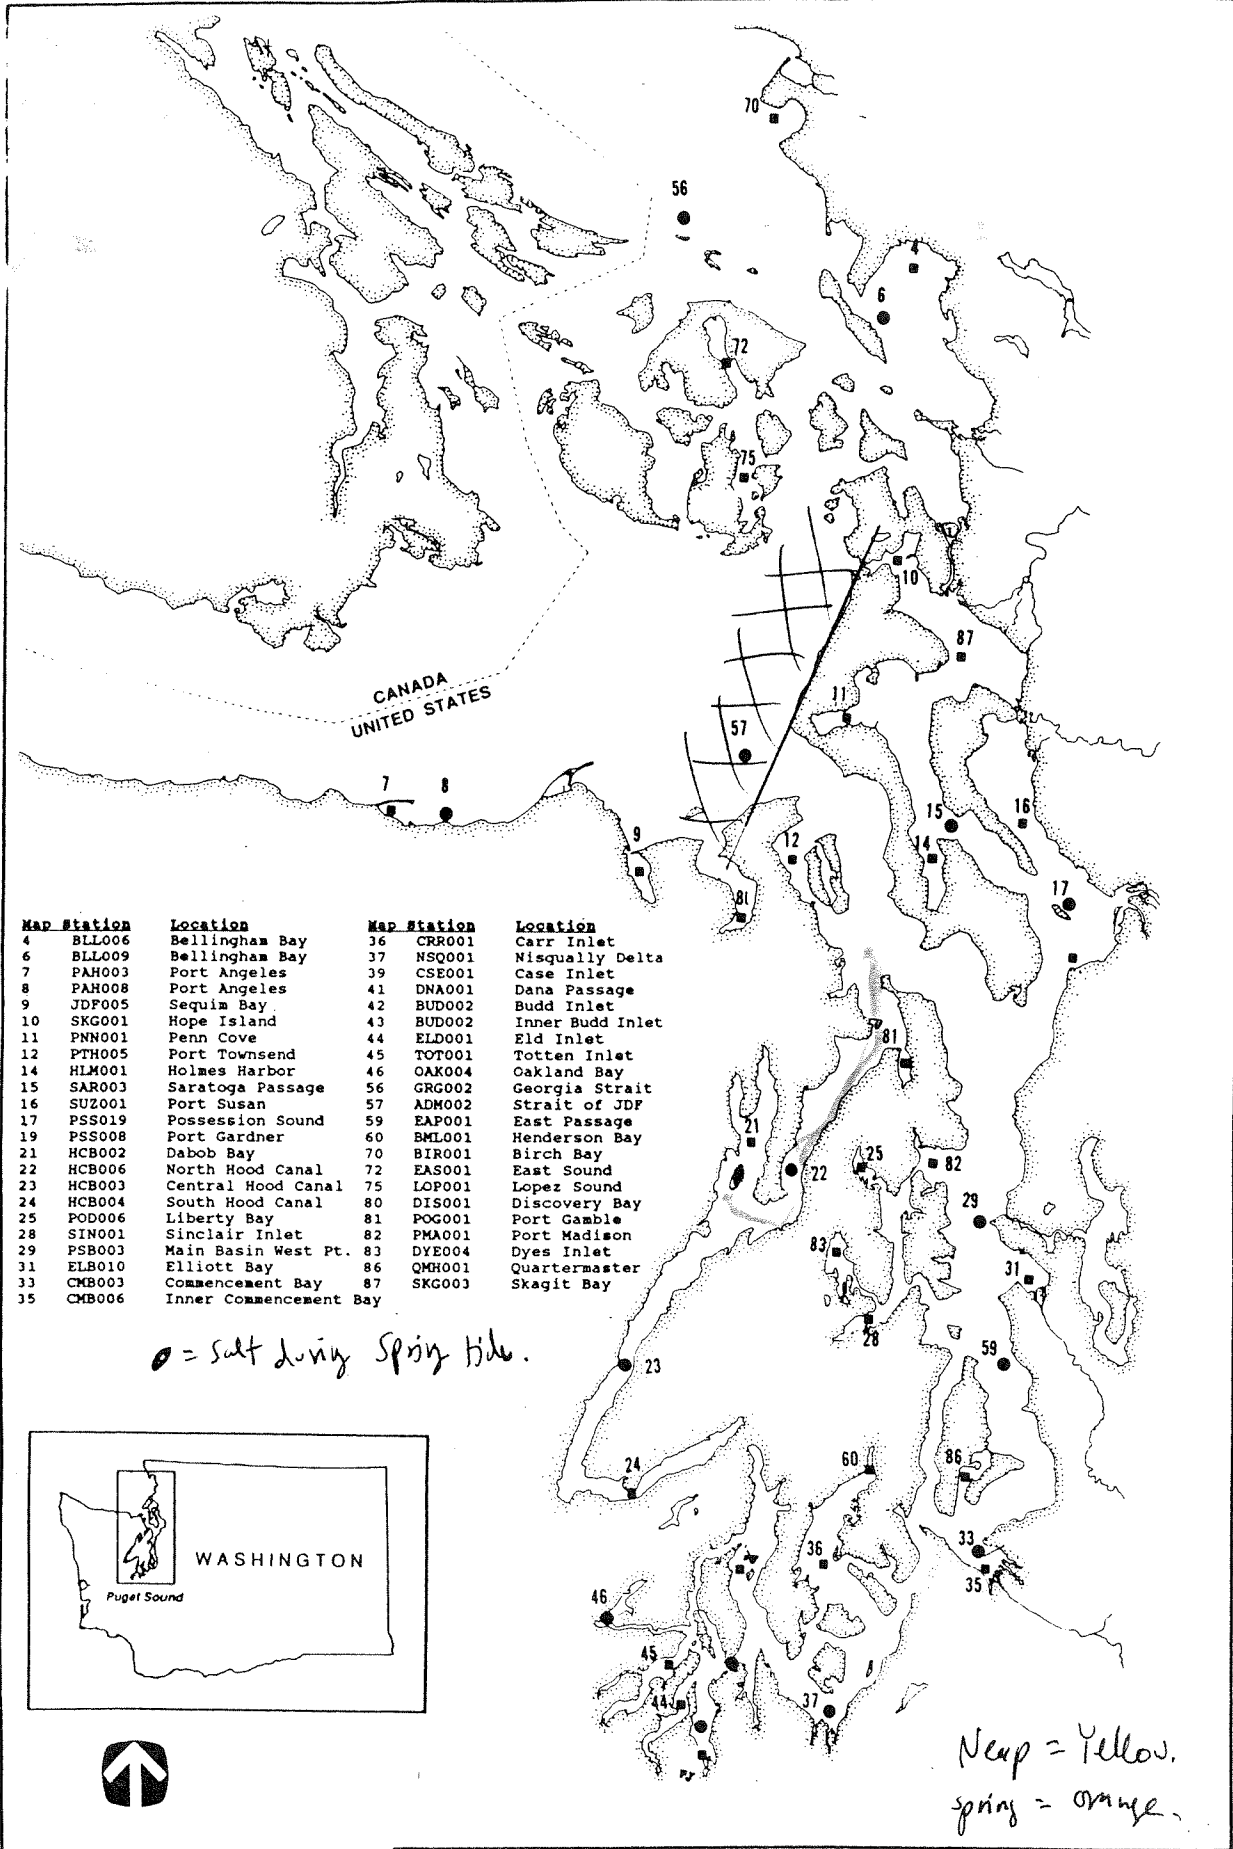 70
56
4
6
72
75
10
87
CANADA
UNITED STATES
11
57
7
8
9
12
15
16
14
17
80
Map Station Location Map Station Location
4 BLL006 Bellingham Bay 36 CRR001 Carr Inlet
6 BLL009 Bellingham Bay 37 NSQ001 Nisqually Delta
7 PAH003 Port Angeles 39 CSE001 Case Inlet
8 PAH008 Port Angeles 41 DNA001 Dana Passage
9 JDF005 Sequim Bay 42 BUD002 Budd Inlet
10 SKG001 Hope Island 43 BUD002 Inner Budd Inlet
11 PNN001 Penn Cove 44 ELD001 Eld Inlet
12 PTH005 Port Townsend 45 TOT001 Totten Inlet
14 HLM001 Holmes Harbor 46 OAK004 Oakland Bay
15 SAR003 Saratoga Passage 56 GRG002 Georgia Strait
16 SUZ001 Port Susan 57 ADM002 Strait of JDF
17 PSS019 Possession Sound 59 EAP001 East Passage
19 PSS008 Port Gardner 60 BML001 Henderson Bay
21 HCB002 Dabob Bay 70 BIR001 Birch Bay
22 HCB006 North Hood Canal 72 EAS001 East Sound
23 HCB003 Central Hood Canal 75 LOP001 Lopez Sound
24 HCB004 South Hood Canal 80 DIS001 Discovery Bay
25 POD006 Liberty Bay 81 POG001 Port Gamble
28 SIN001 Sinclair Inlet 82 PMA001 Port Madison
29 PSB003 Main Basin West Pt. 83 DYE004 Dyes Inlet
31 ELB010 Elliott Bay 86 QMH001 Quartermaster
33 CMB003 Commencement Bay 87 SKG003 Skagit Bay
35 CMB006 Inner Commencement Bay
81
21
22
25
82
29
83
31
28
= Salt during Spring tide.
23
59
24
60
86
WASHINGTON
Puget Sound
36
33
35
46
45
44
37
Neap = Yellow.
spring = orange.